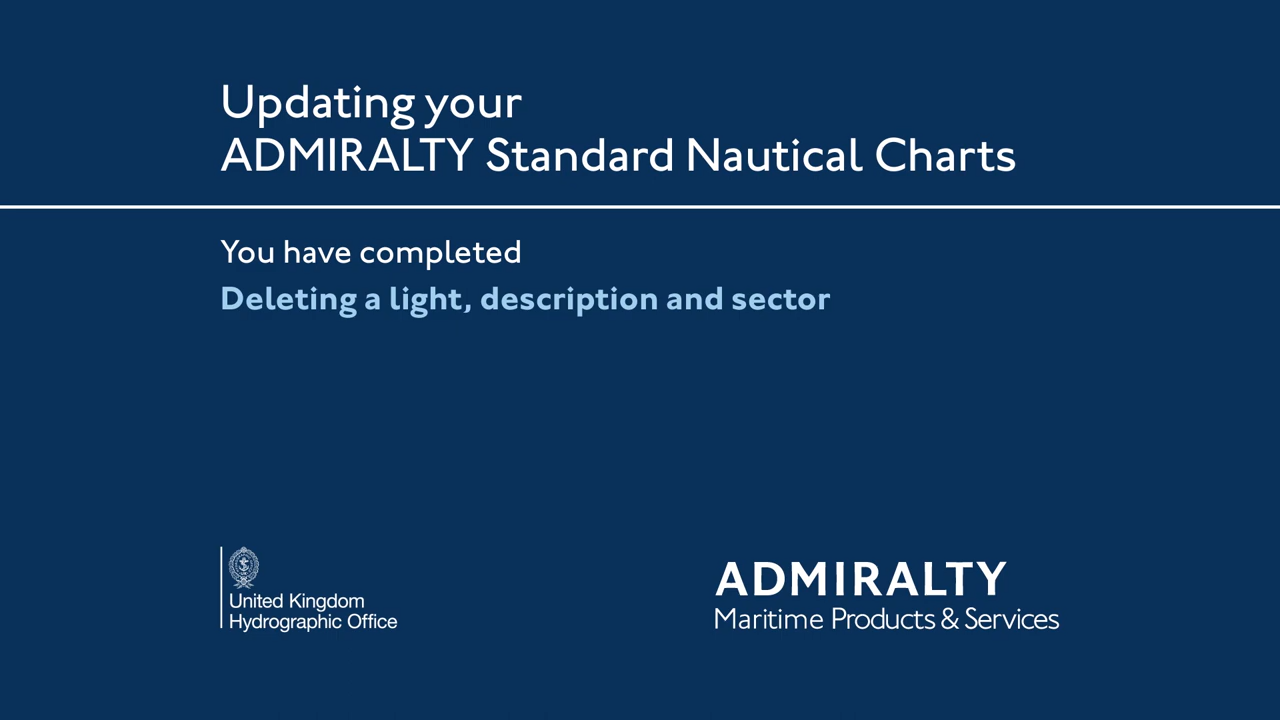 Updating your
ADMIRALTY Standard Nautical Charts
You have completed
Deleting a light, description and sector
United Kingdom
Hydrographic Office
ADMIRALTY
Maritime Products & Services